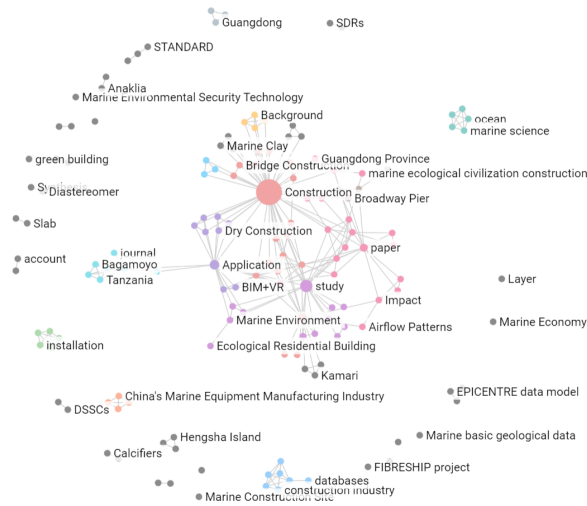 Guangdong
SDRs
STANDARD
Anaklia
Marine Environmental Security Technology
Background
ocean
marine science
Marine Clay
green building
Bridge Construction
Guangdong Province
marine ecological civilization construction
Diastereomer
Construction
Broadway Pier
Slab
Dry Construction
paper
journal
account
Bagamoyo
Application
Tanzania
BIM+VR
study
Layer
Impact
Marine Environment
Airflow Patterns
Marine Economy
installation
Ecological Residential Building
Kamari
EPICENTRE data model
China's Marine Equipment Manufacturing Industry
DSSCs
Hengsha Island
Marine basic geological data
Calcifiers
FIBRESHIP project
databases
construction industry
Marine Construction Site